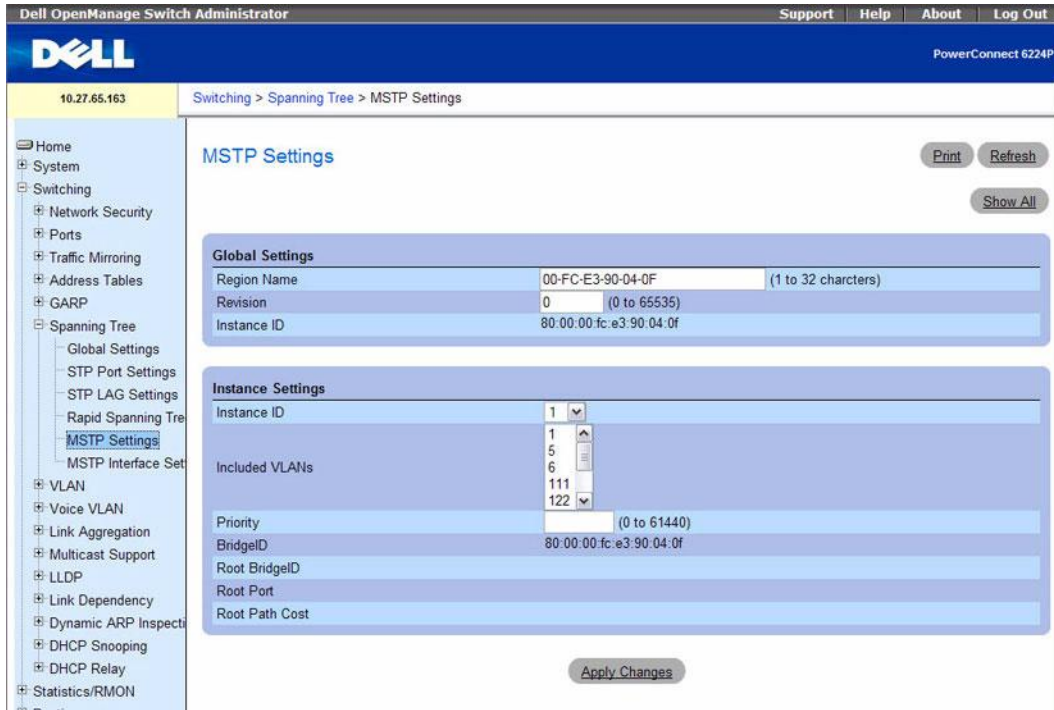 Dell OpenManage Switch Administrator
Support Help About Log Out
DELL
PowerConnect 6224P
10.27.65.163
Switching > Spanning Tree > MSTP Settings
Home
System
Switching
Network Security
Ports
Traffic Mirroring
Address Tables
GARP
Spanning Tree
Global Settings
STP Port Settings
STP LAG Settings
Rapid Spanning Tre
MSTP Settings
MSTP Interface Set
VLAN
Voice VLAN
Link Aggregation
Multicast Support
LLDP
Link Dependency
Dynamic ARP Inspecti
DHCP Snooping
DHCP Relay
Statistics/RMON
MSTP Settings
Print Refresh
Show All
Global Settings
Region Name 00-FC-E3-90-04-0F (1 to 32 charcters)
Revision 0 (0 to 65535)
Instance ID 80:00:00:fc:e3:90:04:0f
Instance Settings
Instance ID 1
Included VLANs
1
5
6
111
122
Priority (0 to 61440)
BridgeID 80:00:00:fc:e3:90:04:0f
Root BridgeID
Root Port
Root Path Cost
Apply Changes